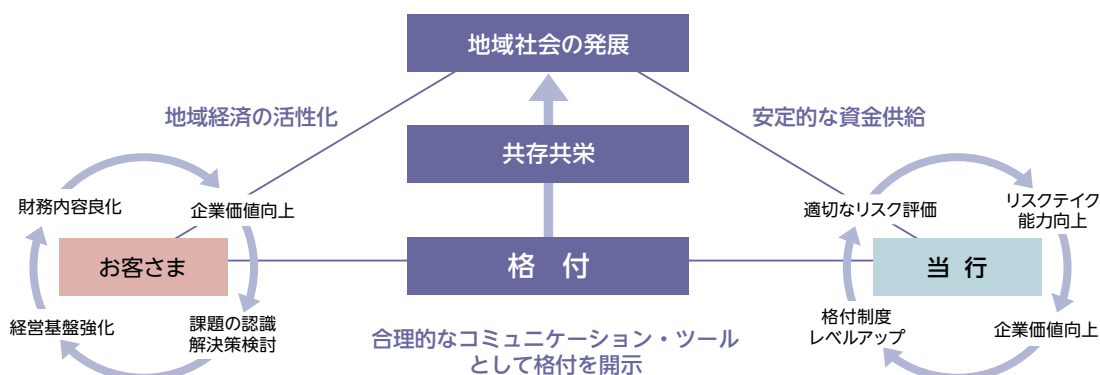 地域社会の発展
地域経済の活性化
安定的な資金供給
共存共栄
財務内容良化
企業価値向上
適切なリスク評価
リスクテイク
能力向上
お客さま
格 付
当 行
経営基盤強化
課題の認識
解決策検討
格付制度
レベルアップ
企業価値向上
合理的なコミュニケーション・ツール
として格付を開示